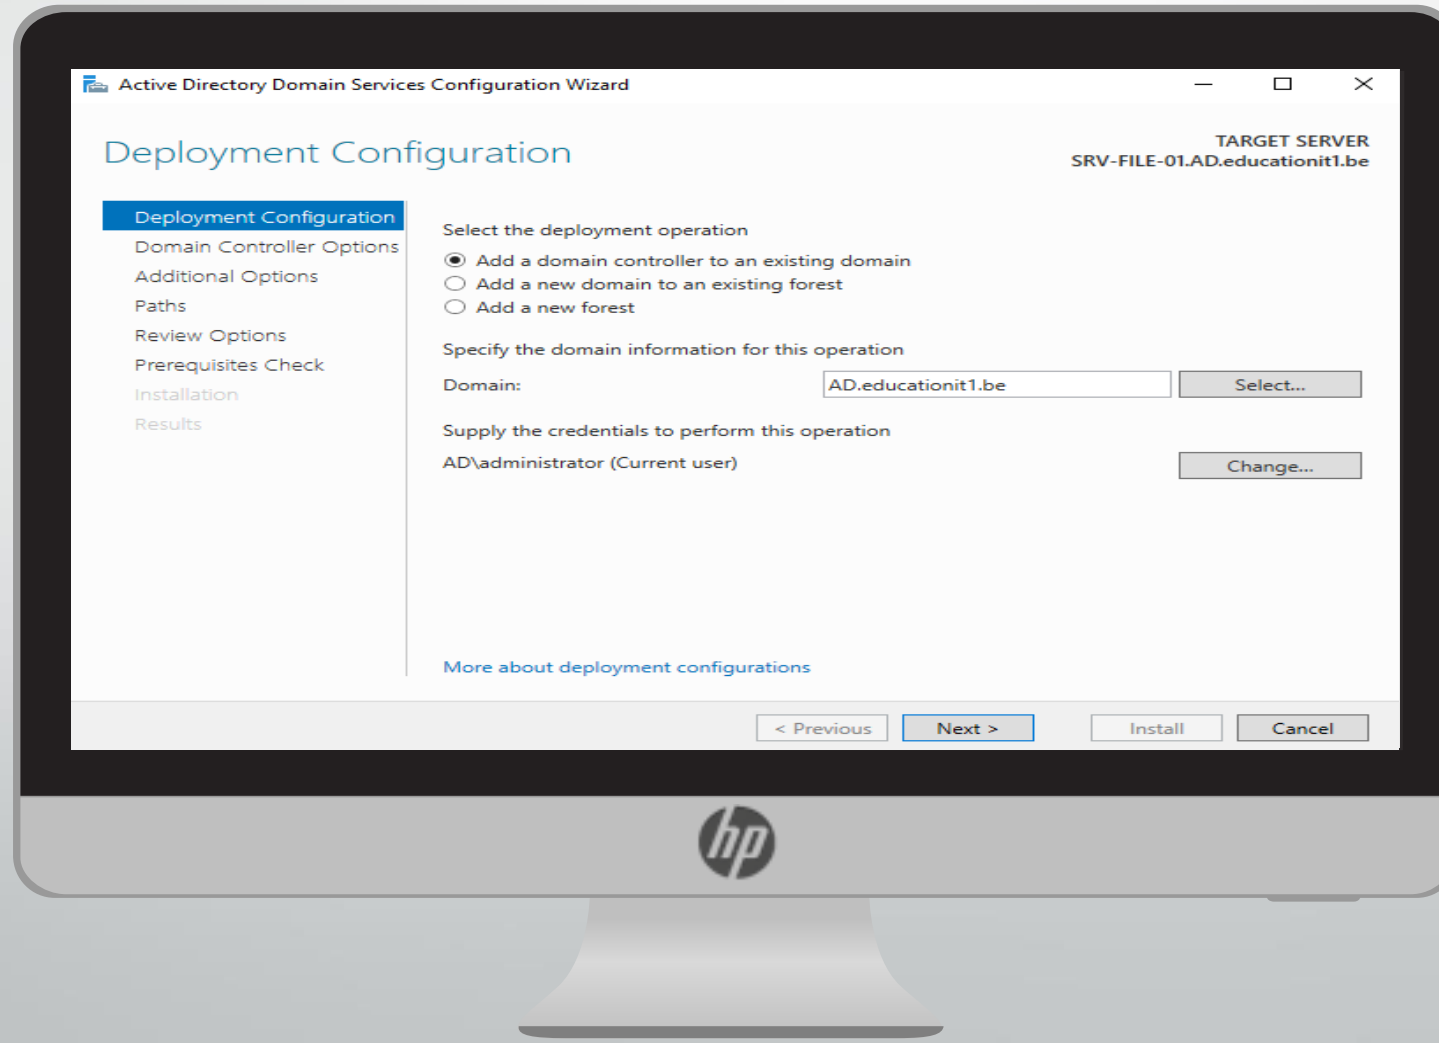 Active Directory Domain Services Configuration Wizard
Deployment Configuration
TARGET SERVER
SRV-FILE-01.AD.educationit1.be
Deployment Configuration
Domain Controller Options
Additional Options
Paths
Review Options
Prerequisites Check
Installation
Results
Select the deployment operation
Add a domain controller to an existing domain
Add a new domain to an existing forest
Add a new forest
Specify the domain information for this operation
Domain: AD.educationit1.be Select...
Supply the credentials to perform this operation
AD\administrator (Current user) Change...
More about deployment configurations
< Previous Next > Install Cancel
hp